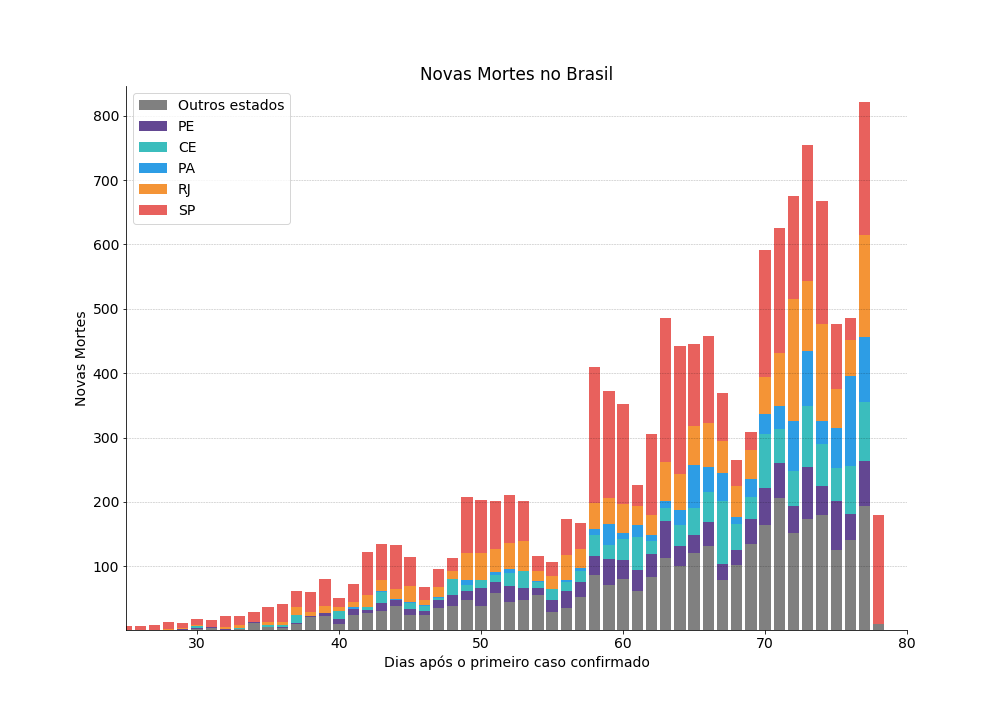 Novas Mortes no Brasil
Outros estados
PE
CE
PA
RJ
SP
800
700
600
500
400
300
200
100
Novas Mortes
30
40
50
60
70
80
Dias após o primeiro caso confirmado